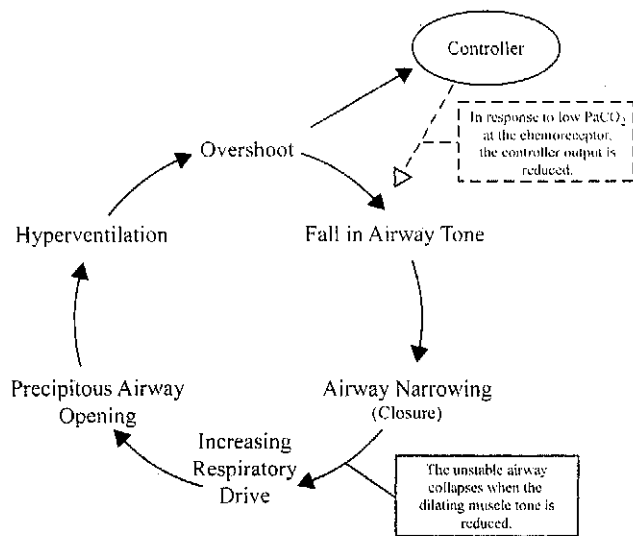 Controller
In response to low PaCO₂
at the chemoreceptor,
the controller output is
reduced.
Overshoot
Hyperventilation
Fall in Airway Tone
Precipitous Airway
Opening
Airway Narrowing
(Closure)
Increasing
Respiratory
Drive
The unstable airway
collapses when the
dilating muscle tone is
reduced.